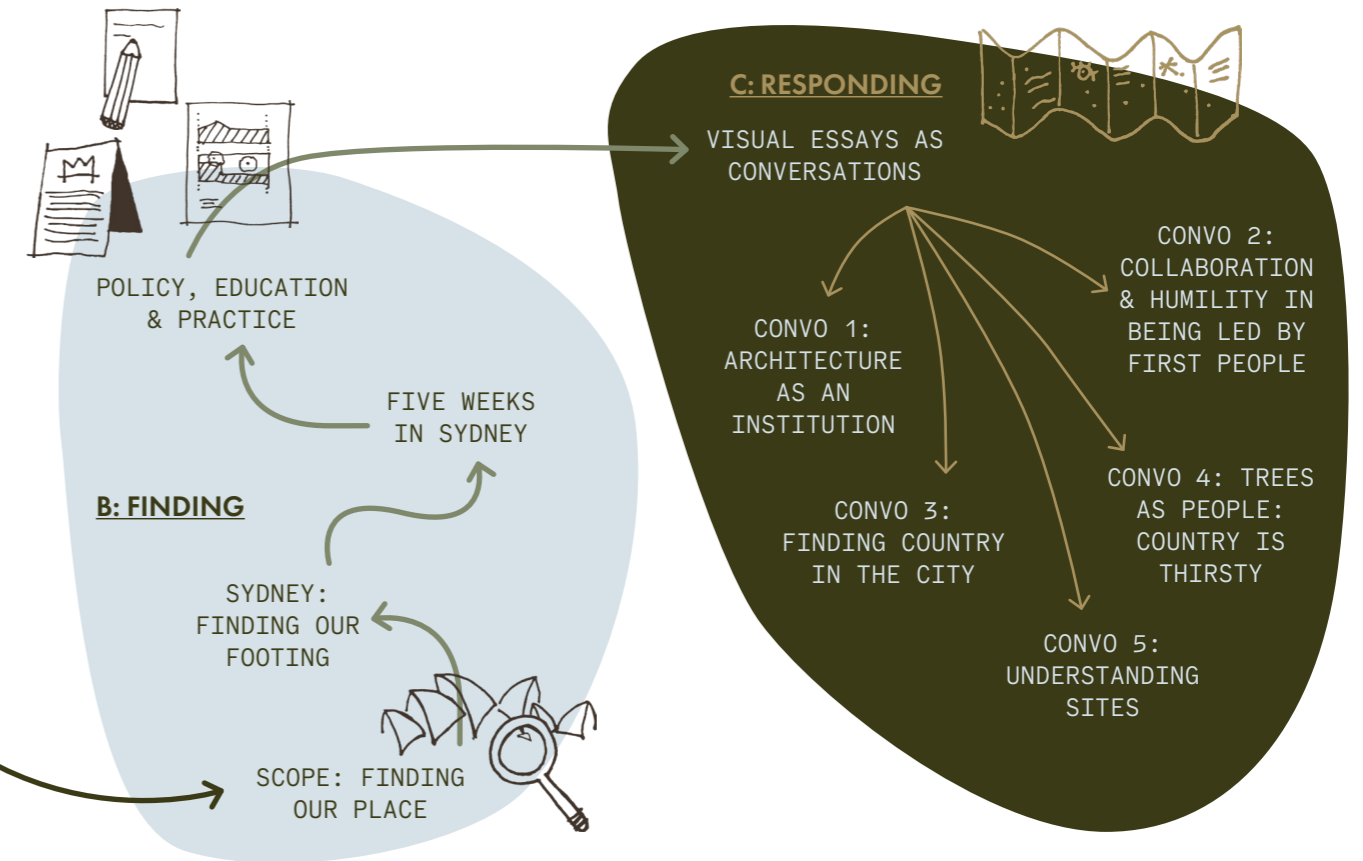 C: RESPONDING
VISUAL ESSAYS AS
CONVERSATIONS
CONVO 1:
ARCHITECTURE
AS AN
INSTITUTION
CONVO 2:
COLLABORATION
& HUMILITY IN
BEING LED BY
FIRST PEOPLE
CONVO 3:
FINDING COUNTRY
IN THE CITY
CONVO 4: TREES
AS PEOPLE:
COUNTRY IS
THIRSTY
CONVO 5:
UNDERSTANDING
SITES
POLICY, EDUCATION
& PRACTICE
FIVE WEEKS
IN SYDNEY
B: FINDING
SYDNEY:
FINDING OUR
FOOTING
SCOPE: FINDING
OUR PLACE